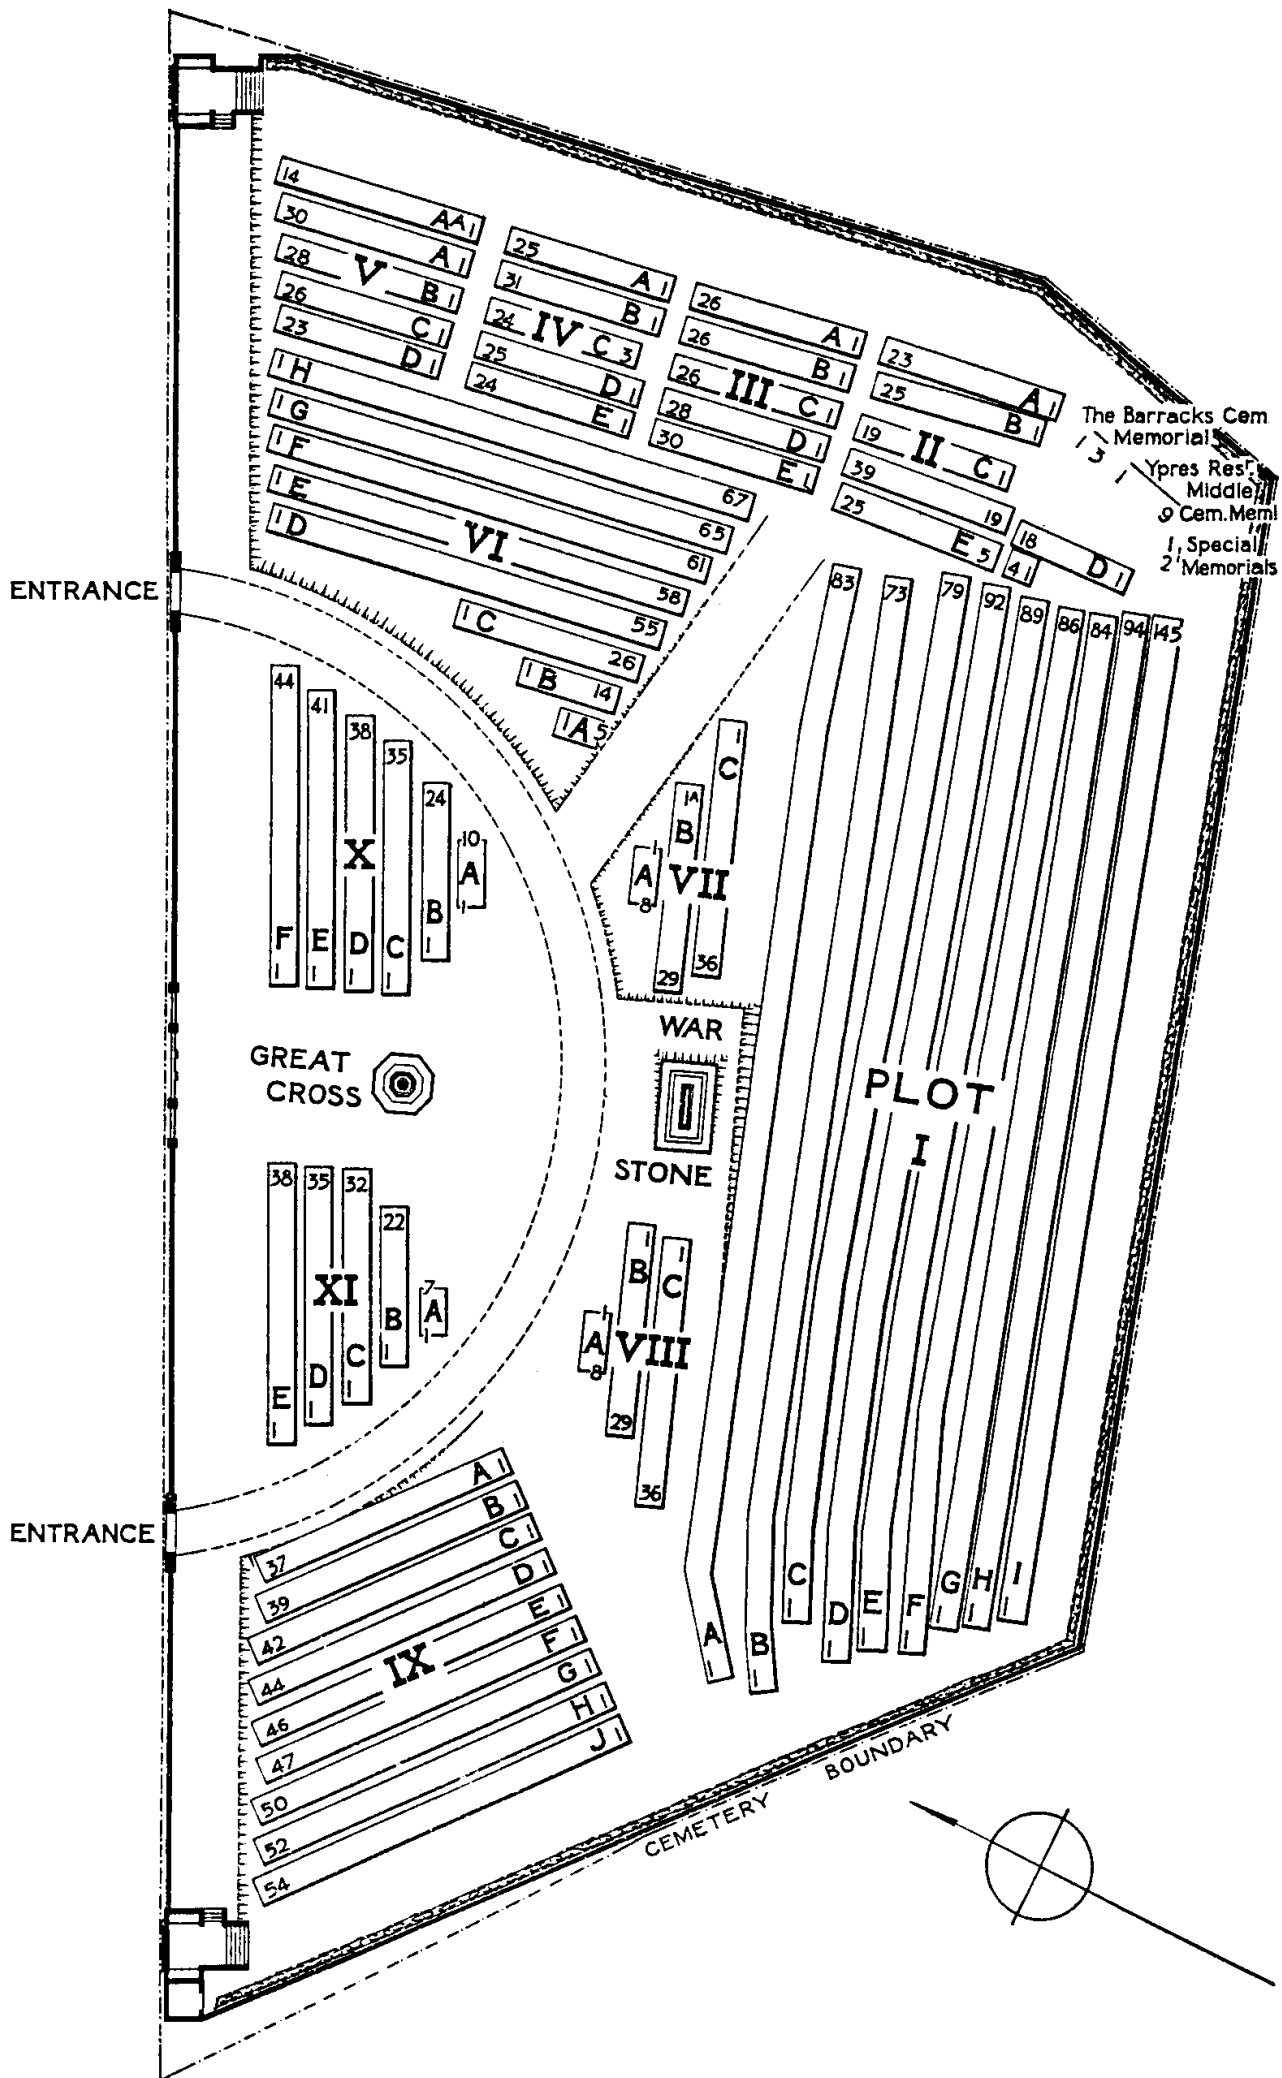 14 AA 1
30 A 1
28 B 1
V
26 C 1
23 D 1
25 A 1
31 B 1
24 C 3
IV
25 D 1
24 E 1
26 A 1
26 B 1
26 C 1
III
28 D 1
30 E 1
23 A 1
25 B 1
19 C 1
II
39 19
18 D 1
25 E 5
4 1
The Barracks Cem
Memorial
1
3
1
Ypres Resr.
Middle
9 Cem. Meml
1, Special
2' Memorials
1 H 67
1 G 65
1 F 61
1 E 58
1 D 55
VI
1 C 26
1 B 14
1 A 5
ENTRANCE
83 73 79 92 89 86 84 94 145
44 F 1
41 E 1
38 D 1
X
35 C 1
24 B 1
10 A 1
1 A 8
1A B 29
1 C 36
VII
WAR
STONE
GREAT
CROSS
PLOT
I
38 E 1
35 D 1
32 C 1
XI
22 B 1
7 A 1
1 A 8
1 B 29
1 C 36
VIII
ENTRANCE
37 A 1
39 B 1
42 C 1
44 D 1
46 E 1
IX
47 F 1
50 G 1
52 H 1
54 J 1
A 1
B 1
C 1
D 1
E 1
F 1
G 1
H 1
I 1
CEMETERY BOUNDARY